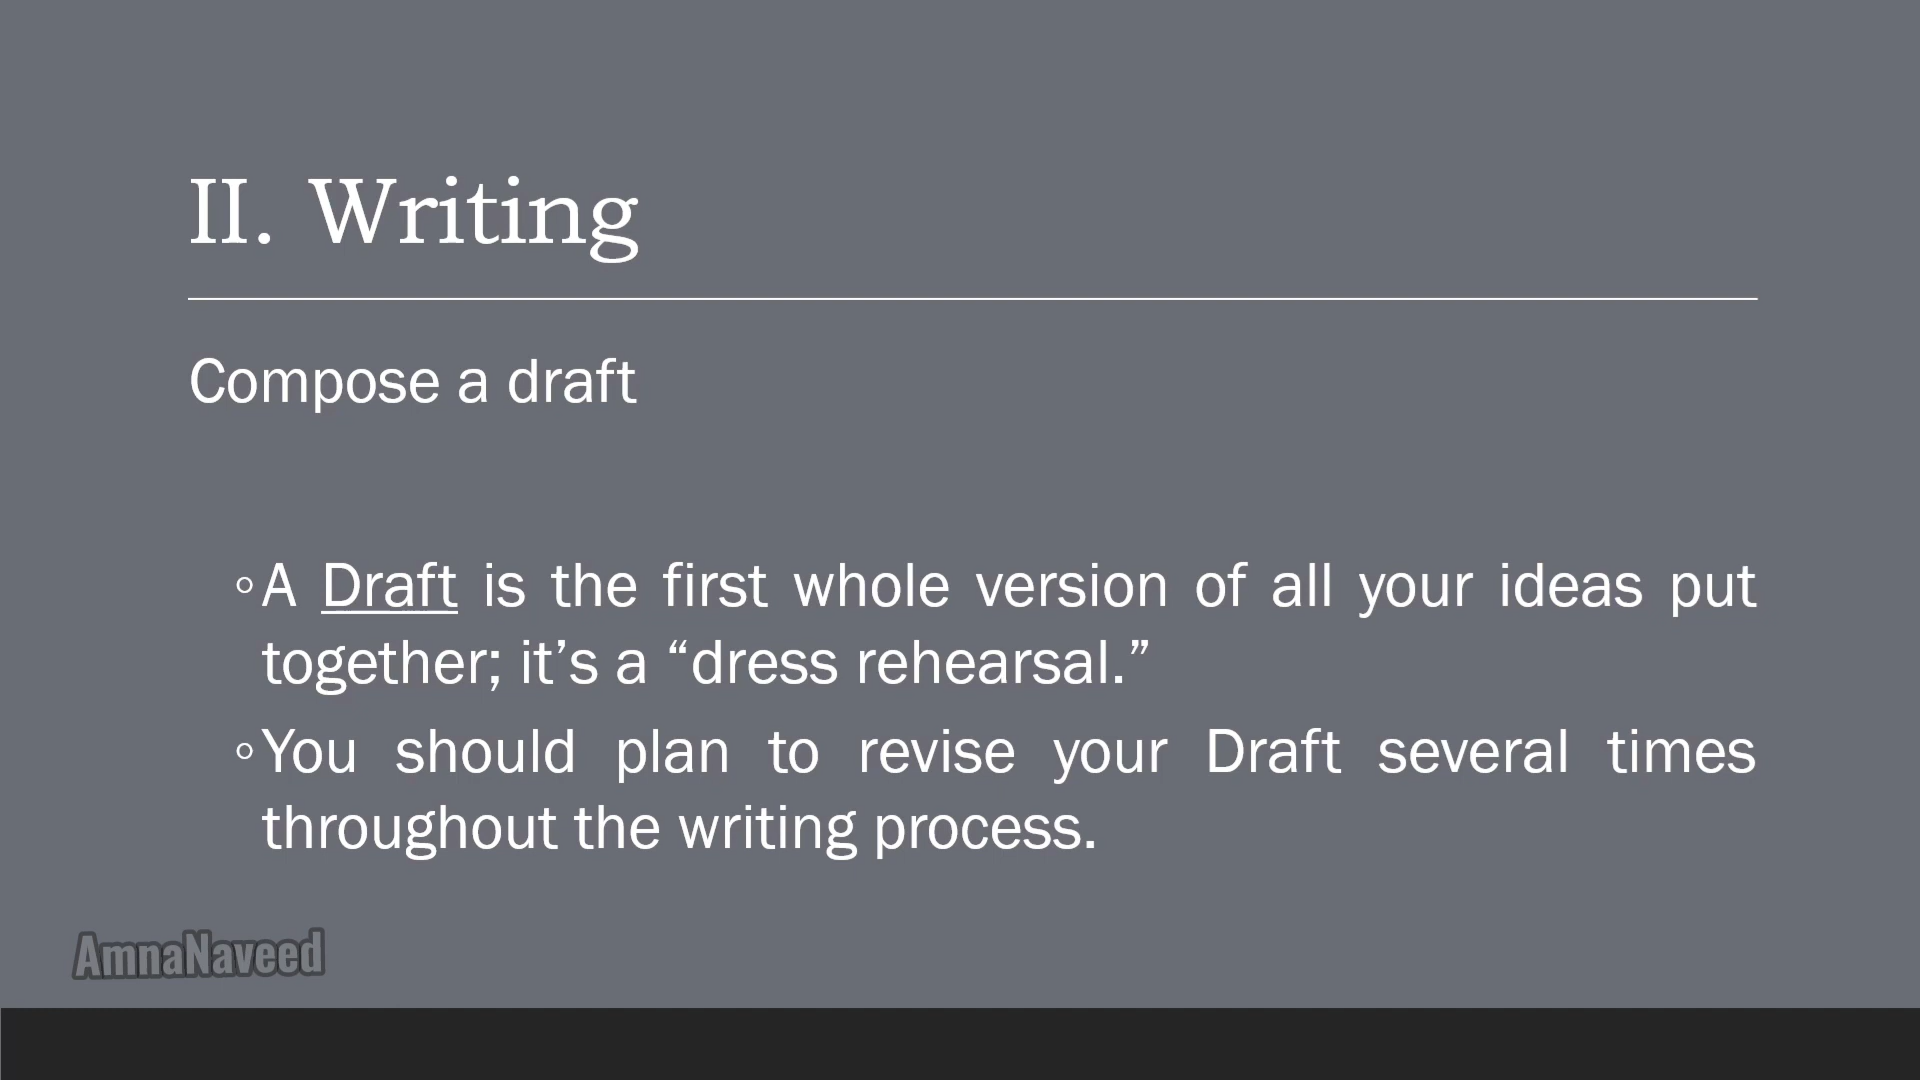 II. Writing
Compose a draft
◦A Draft is the first whole version of all your ideas put
together; it’s a “dress rehearsal.”
◦You should plan to revise your Draft several times
throughout the writing process.
AmnaNaveed